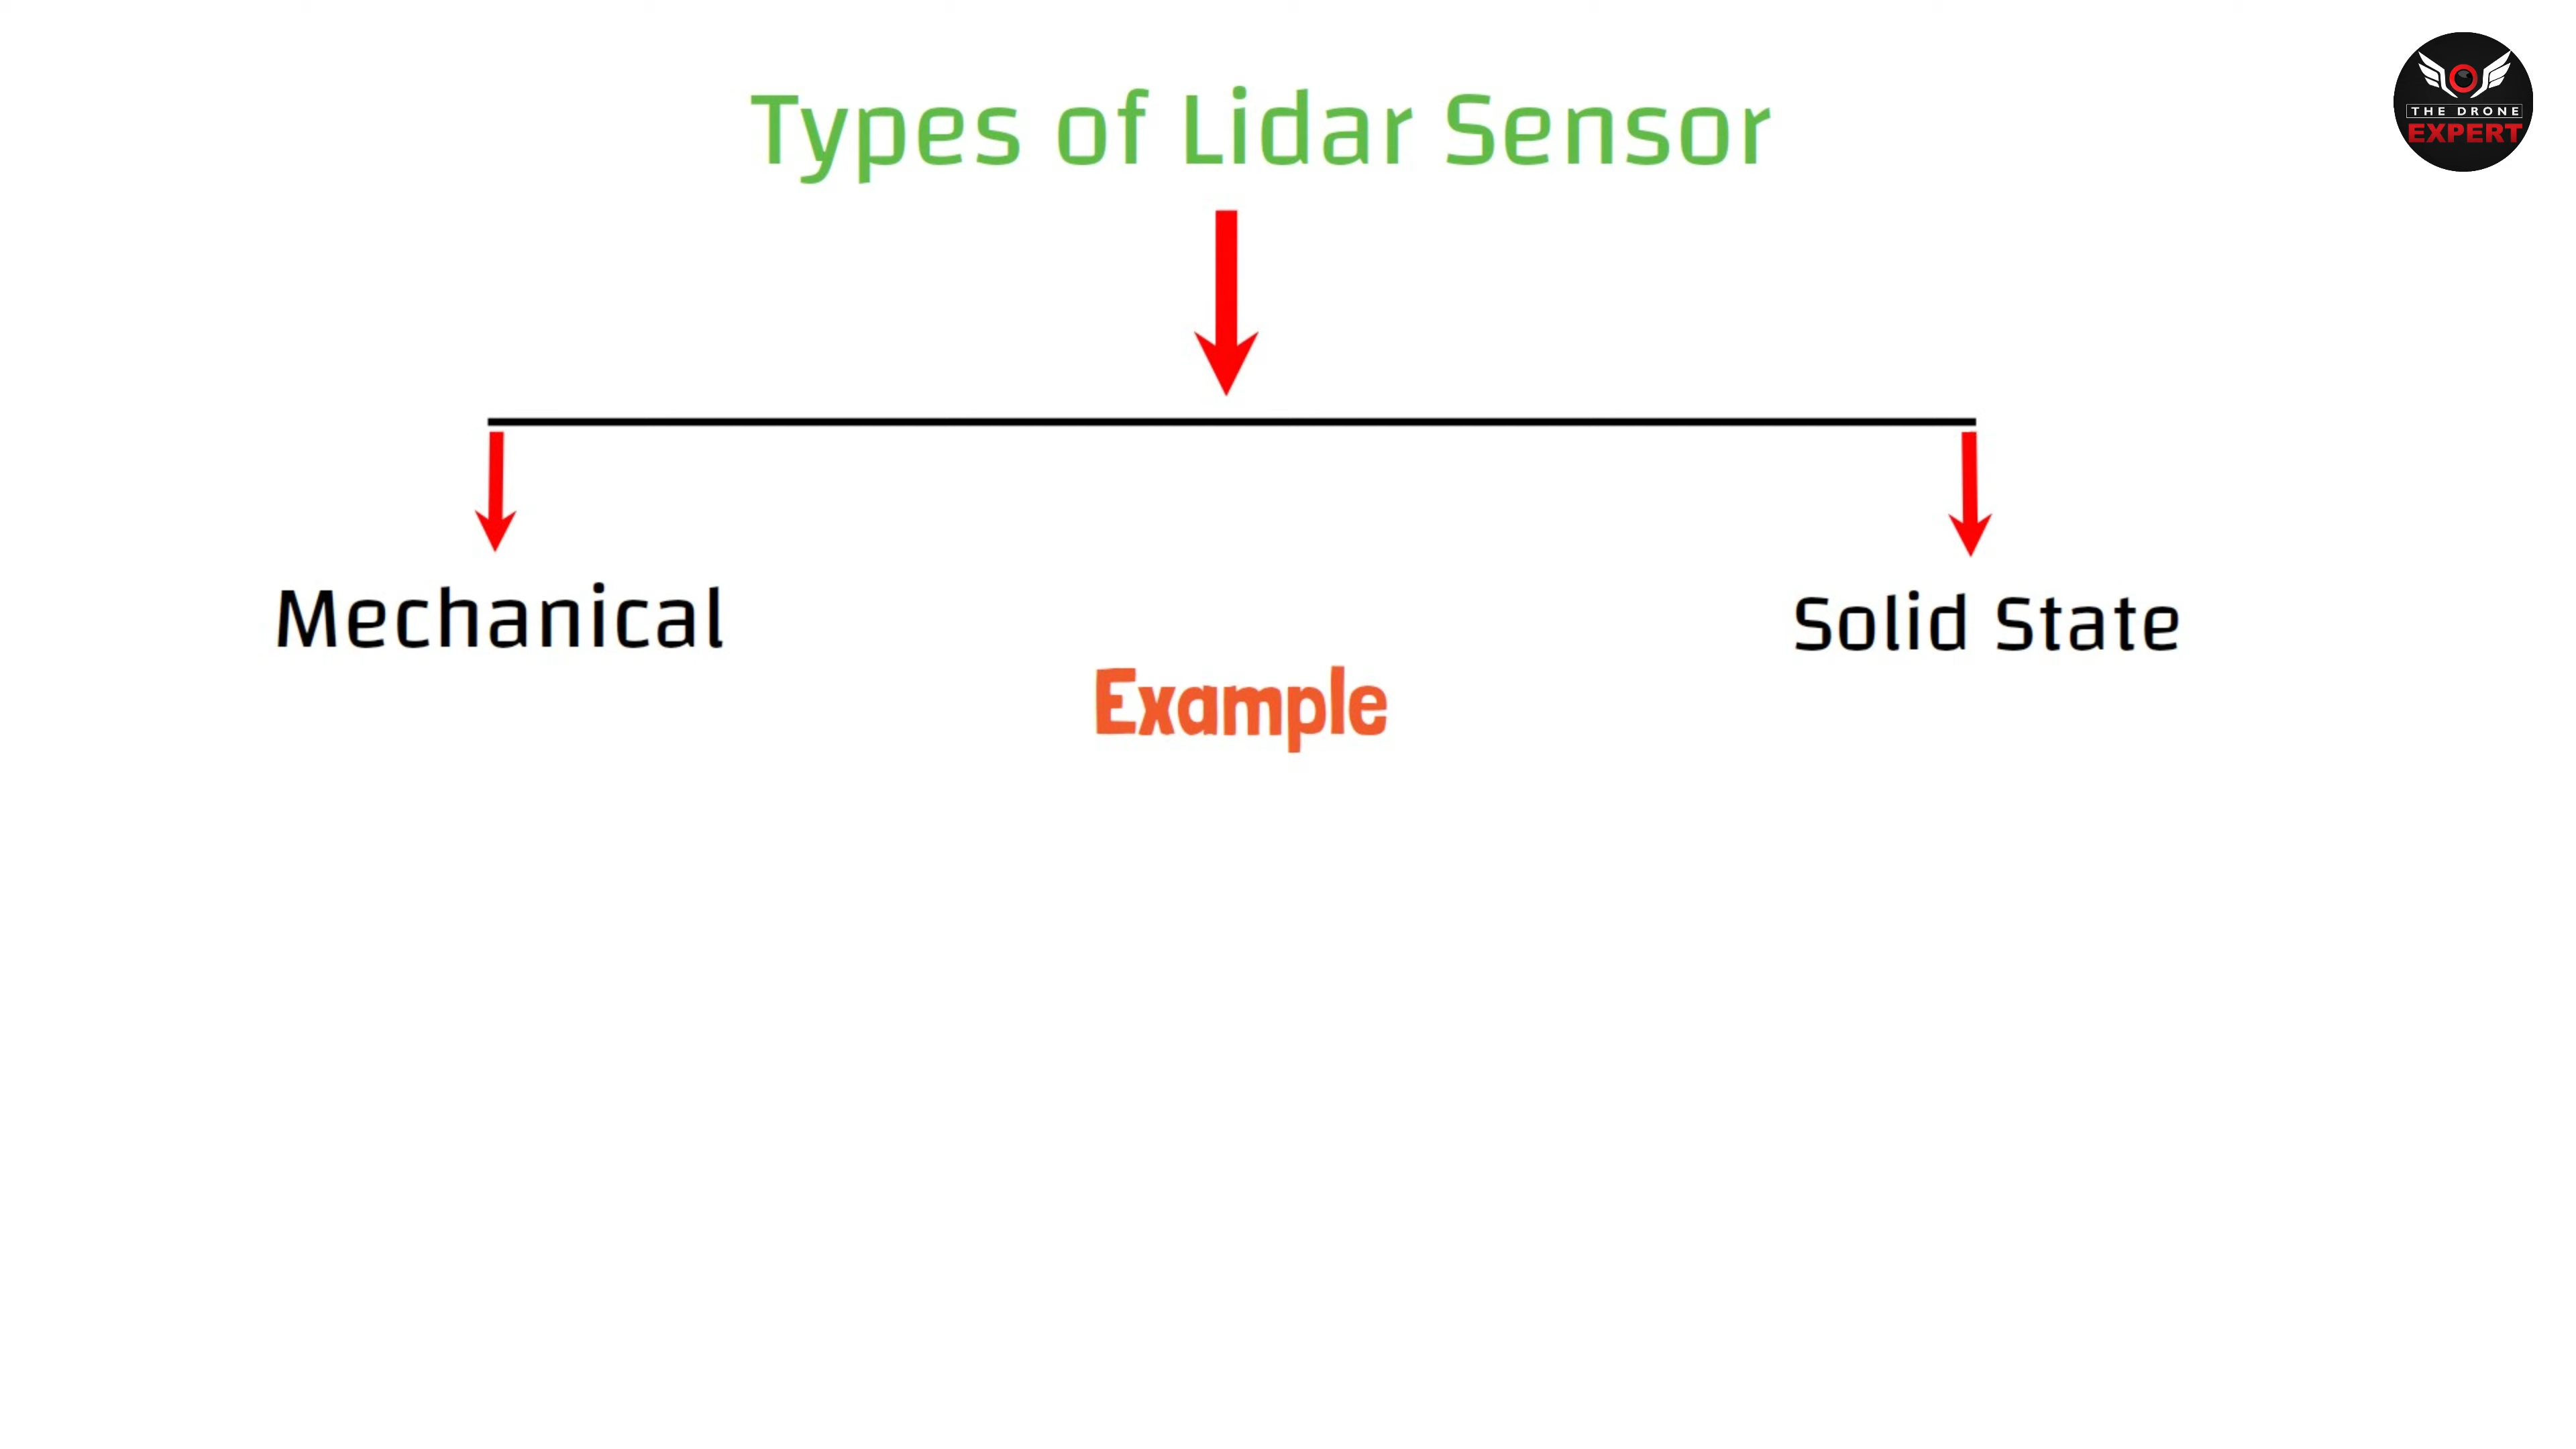 Types of Lidar Sensor
THE DRONE
EXPERT
Mechanical
Solid State
Example